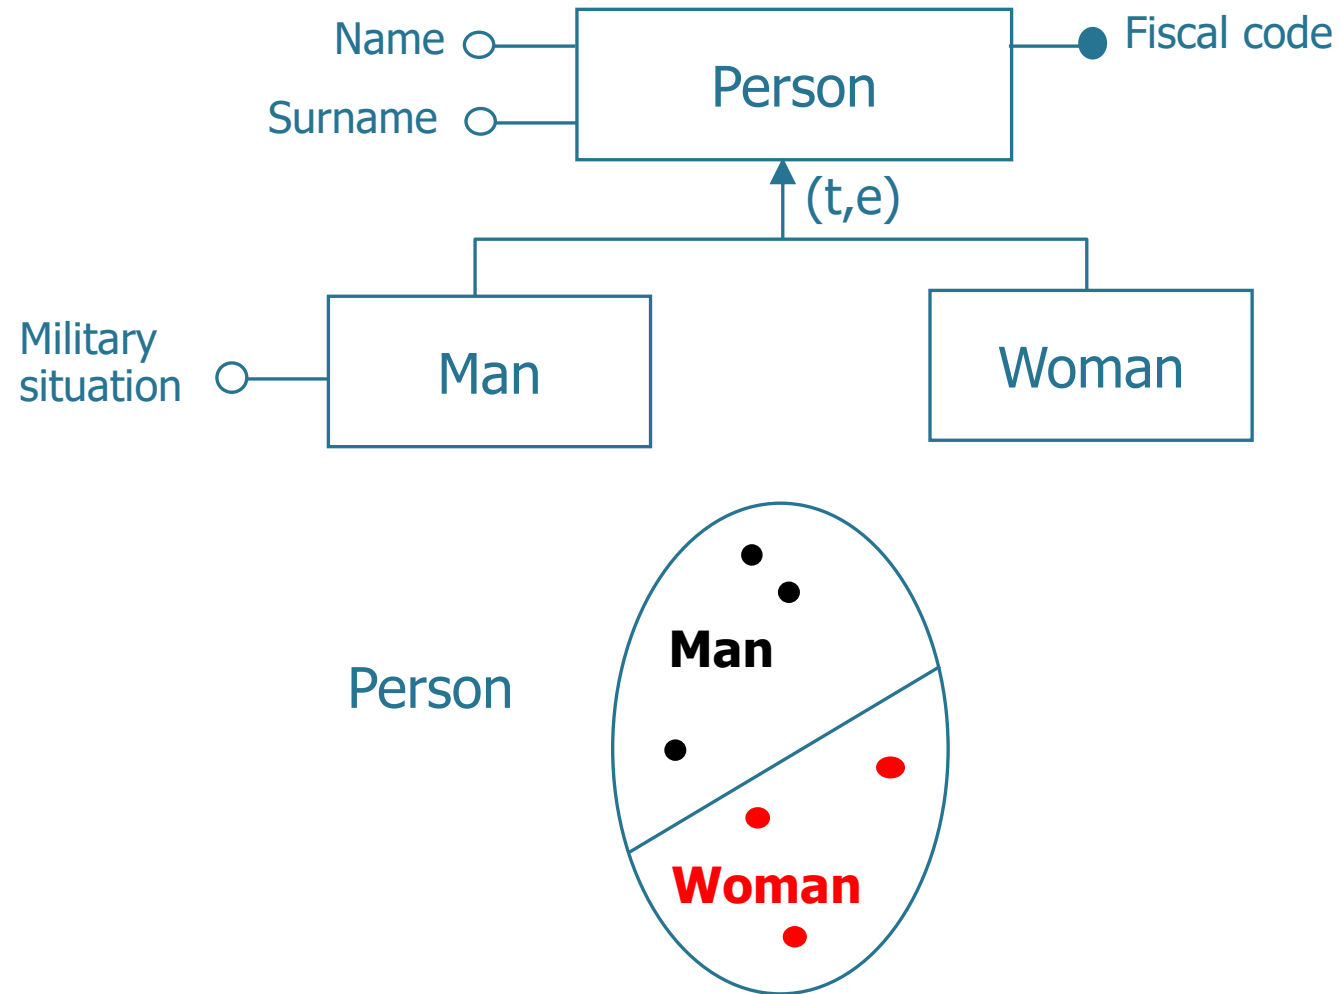 Name
Fiscal code
Person
Surname
(t,e)
Military
situation
Man
Woman
Man
Person
Woman